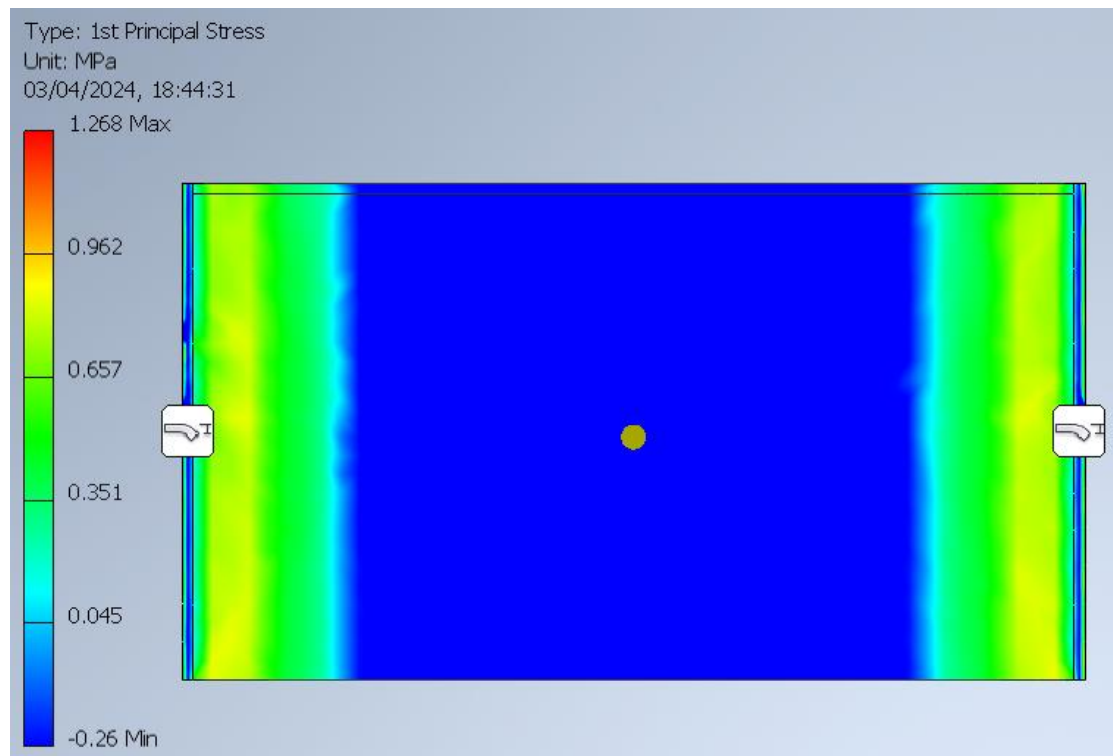 Type: 1st Principal Stress
Unit: MPa
03/04/2024, 18:44:31
1.268 Max
0.962
0.657
0.351
0.045
-0.26 Min